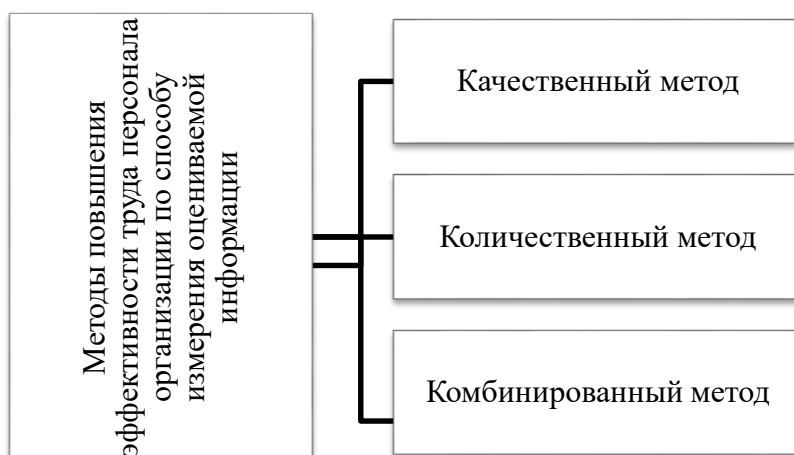 Методы повышения
эффективности труда персонала
организации по способу
измерения оцениваемой
информации
Качественный метод
Количественный метод
Комбинированный метод